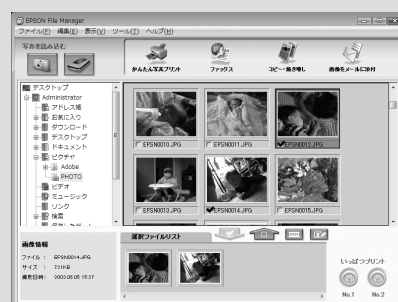 EPSON File Manager
ファイル(F) 編集(E) 表示(V) ツール(T) ヘルプ(H)
写真を読み込む
かんたん写真プリント ファックス コピー・焼き増し 画像をメールに添付
デスクトップ
Administrator
アドレス帳
お気に入り
ダウンロード
デスクトップ
ドキュメント
ピクチャ
Adobe
PHOTO
ビデオ
ミュージック
リンク
検索
EPSN0010.JPG EPSN0011.JPG EPSN0012.JPG
EPSN0013.JPG EPSN0014.JPG EPSN0015.JPG
画像情報
ファイル : EPSN0014.JPG
サイズ : 731KB
撮影日時: 2003.06.05 15:37
選択ファイルリスト
いっぱつプリント
No.1 No.2